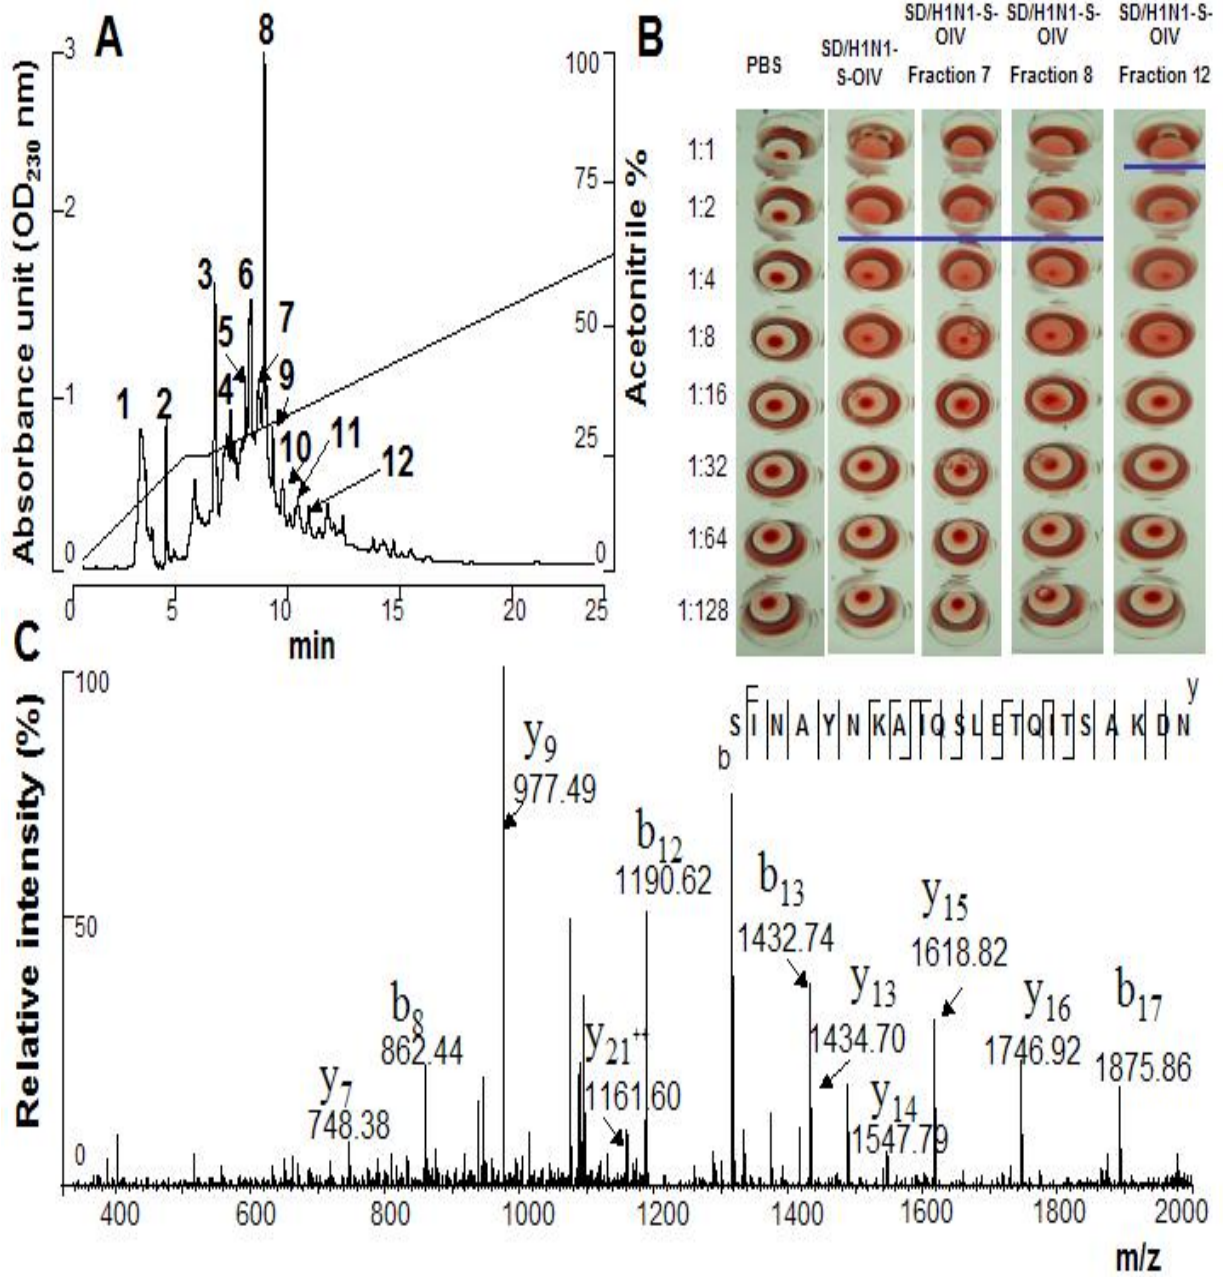 A
B
SD/H1N1-S-
OIV
Fraction 7
SD/H1N1-S-
OIV
Fraction 8
SD/H1N1-S-
OIV
Fraction 12
PBS
SD/H1N1-
S-OIV
Absorbance unit (OD230 nm)
3
2
1
0
Acetonitrile %
100
75
50
25
0
1
2
3
4
5
6
7
8
9
10
11
12
0 5 10 15 20 25
min
1:1
1:2
1:4
1:8
1:16
1:32
1:64
1:128
C
Relative intensity (%)
100
50
0
y
S I N A Y N K A I Q S L E T Q I T S A K D N
b
y9
977.49
b12
1190.62
b13
1432.74
y15
1618.82
y13
1434.70
y16
1746.92
b17
1875.86
b8
862.44
y21++
1161.60
y7
748.38
y14
1547.79
400 600 800 1000 1200 1400 1600 1800 2000
m/z